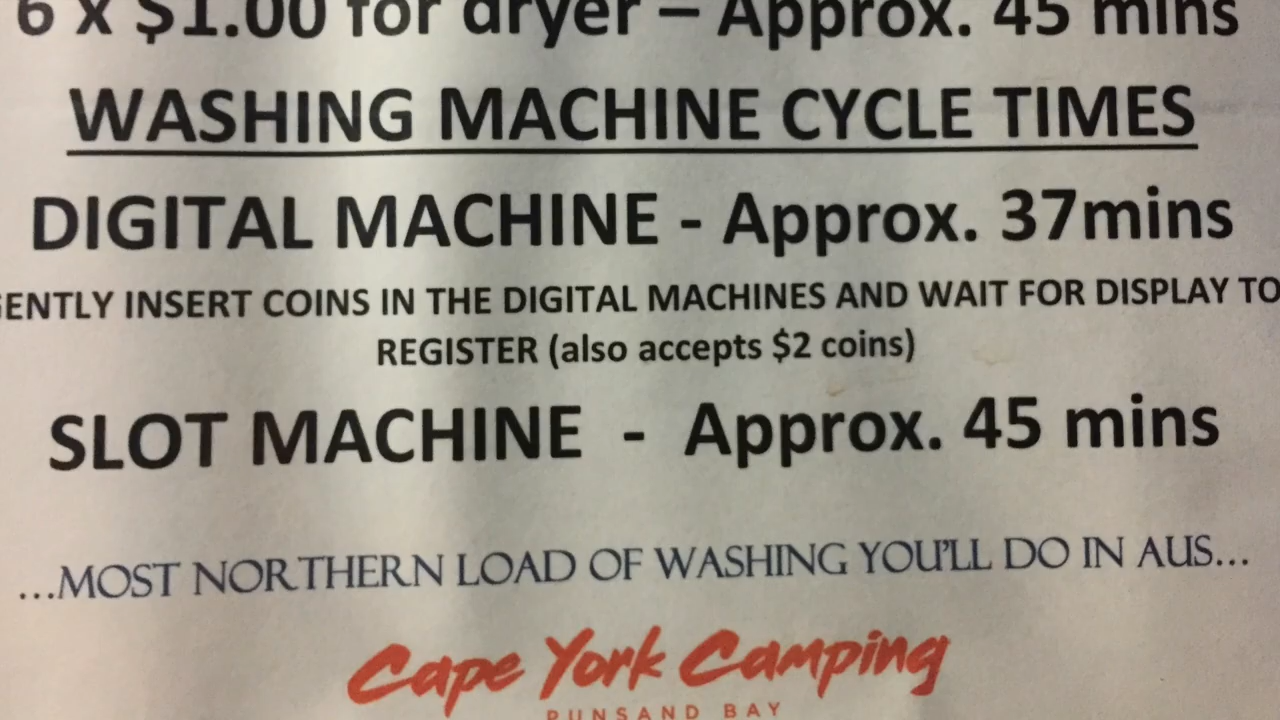 6 x $1.00 for dryer – Approx. 45 mins
WASHING MACHINE CYCLE TIMES
DIGITAL MACHINE - Approx. 37mins
GENTLY INSERT COINS IN THE DIGITAL MACHINES AND WAIT FOR DISPLAY TO
REGISTER (also accepts $2 coins)
SLOT MACHINE - Approx. 45 mins
...MOST NORTHERN LOAD OF WASHING YOU'LL DO IN AUS...
Cape York Camping
PUNSAND BAY